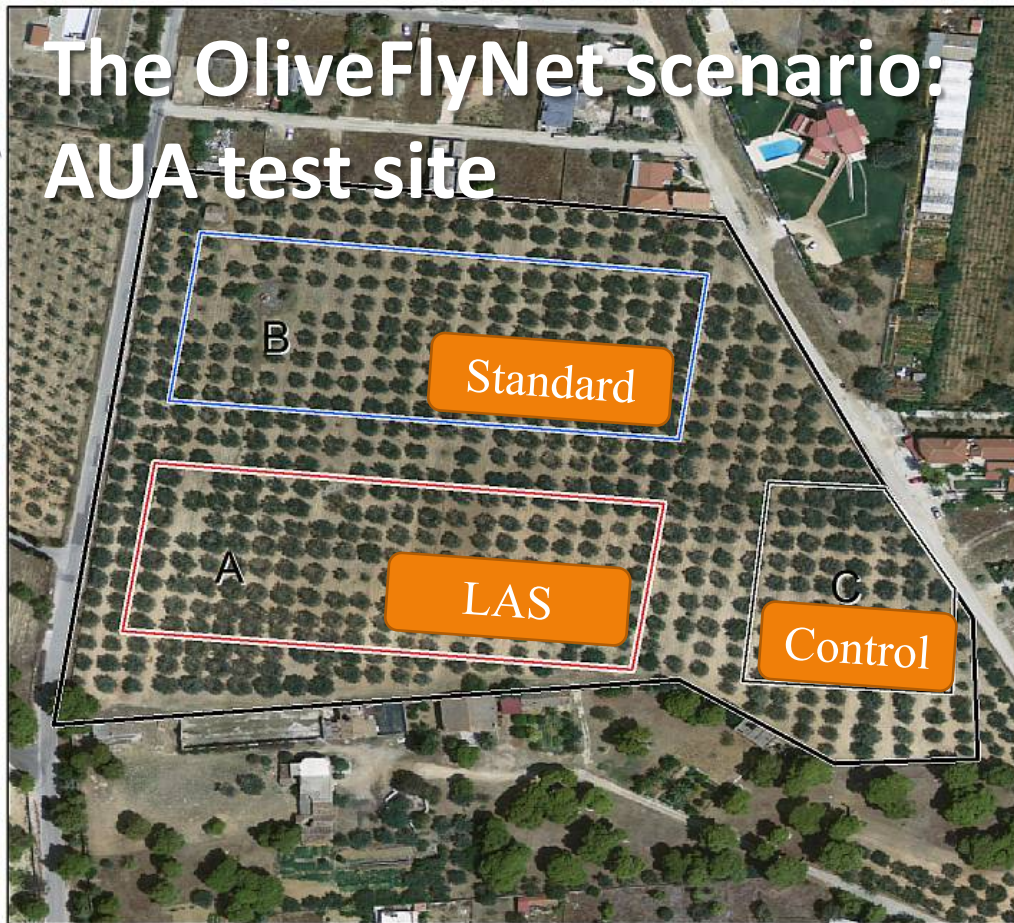 The OliveFlyNet scenario:
AUA test site
B
Standard
A
LAS
C
Control